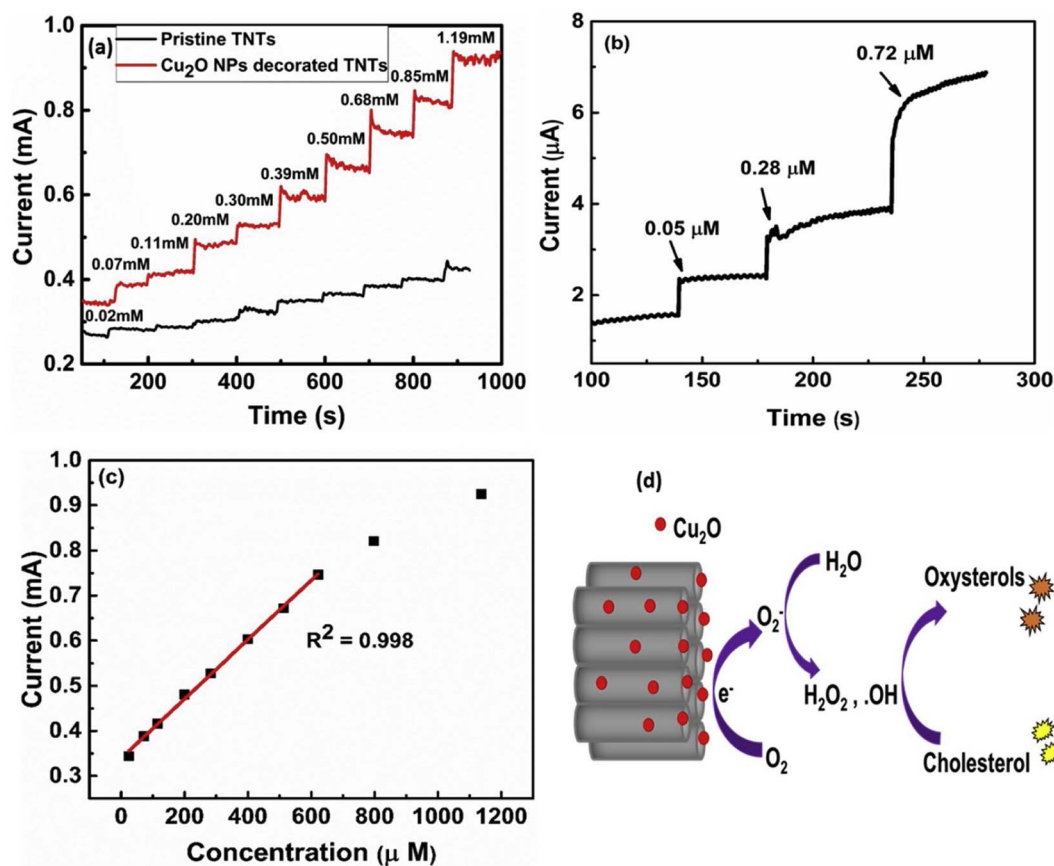 (a)
Pristine TNTs
Cu2O NPs decorated TNTs
0.02mM
0.07mM
0.11mM
0.20mM
0.30mM
0.39mM
0.50mM
0.68mM
0.85mM
1.19mM
Current (mA)
1.0
0.8
0.6
0.4
0.2
200 400 600 800 1000
Time (s)
(b)
0.05 μM
0.28 μM
0.72 μM
Current (μA)
8
6
4
2
100 150 200 250 300
Time (s)
(c)
R2 = 0.998
Current (mA)
1.0
0.9
0.8
0.7
0.6
0.5
0.4
0.3
0 200 400 600 800 1000 1200
Concentration (μ M)
(d)
Cu2O
H2O
Oxysterols
O2-
e-
H2O2 , .OH
O2
Cholesterol